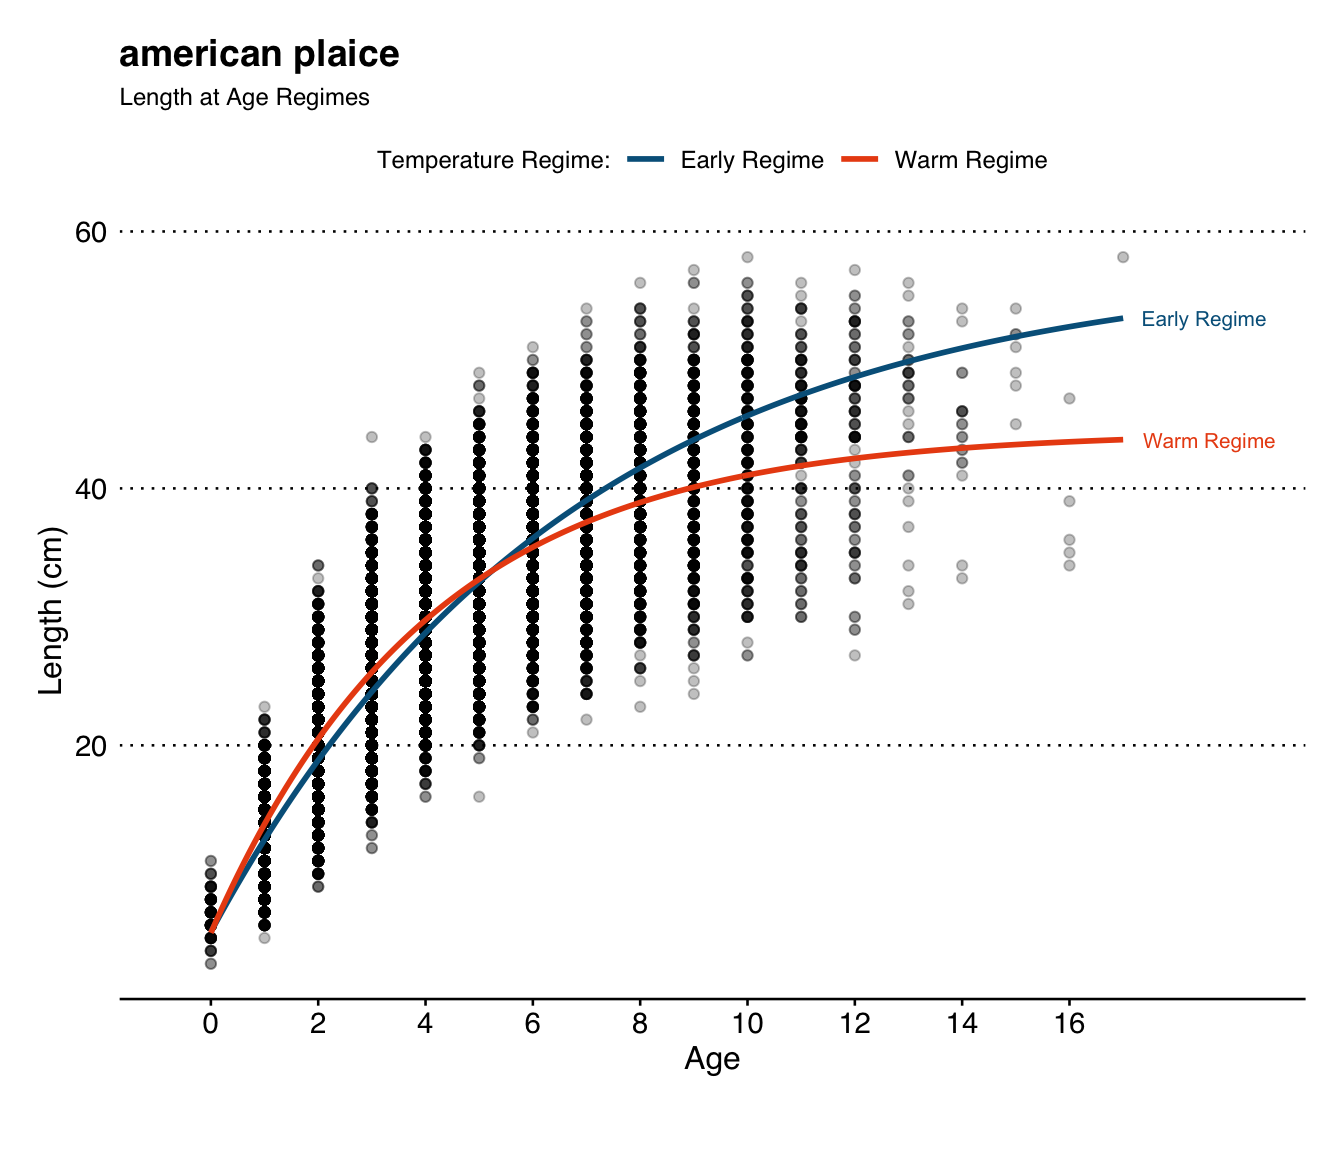 american plaice
Length at Age Regimes
Temperature Regime: Early Regime Warm Regime
60
40
20
Length (cm)
Early Regime
Warm Regime
0 2 4 6 8 10 12 14 16
Age